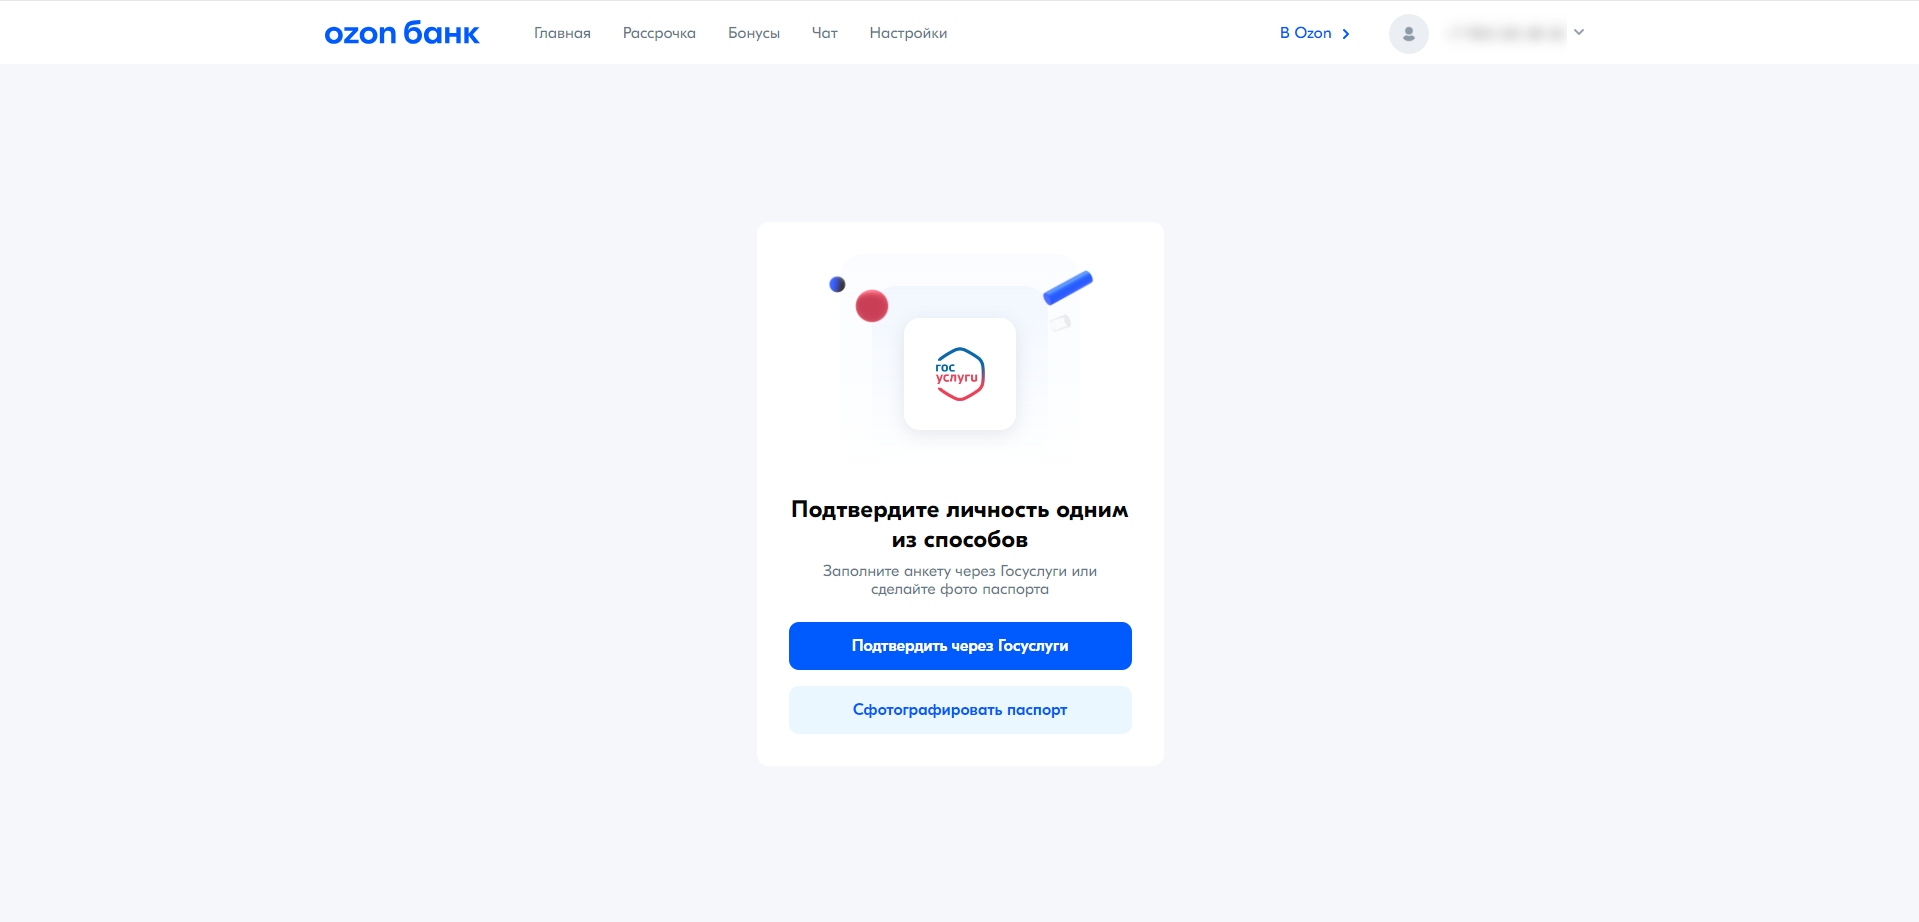 ozon банк
Главная
Рассрочка
Бонусы
Чат
Настройки
В Ozon
гос
услуги
Подтвердите личность одним
из способов
Заполните анкету через Госуслуги или
сделайте фото паспорта
Подтвердить через Госуслуги
Сфотографировать паспорт